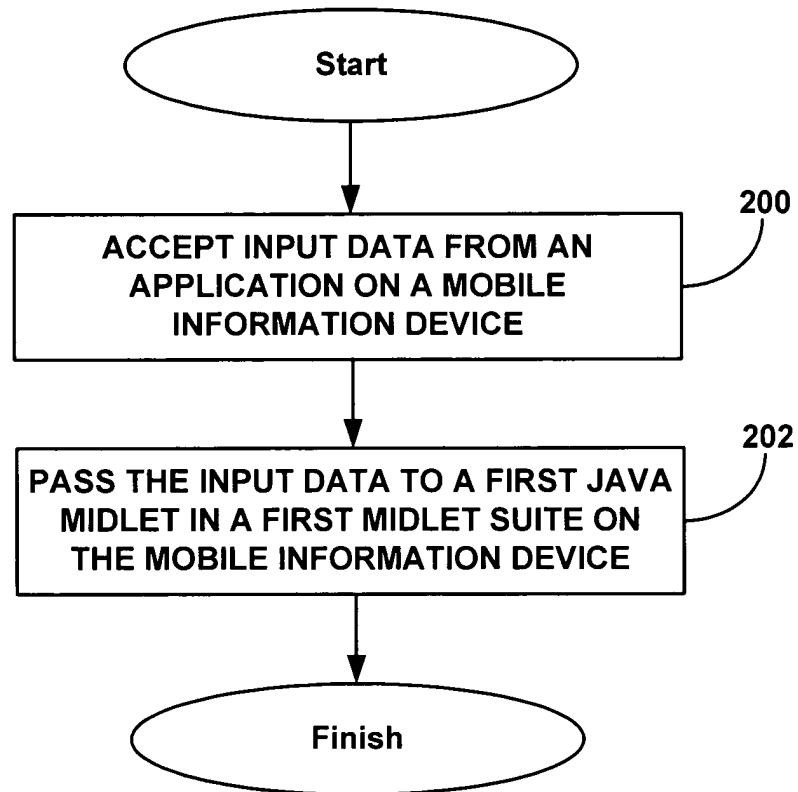 Start
200
ACCEPT INPUT DATA FROM AN
APPLICATION ON A MOBILE
INFORMATION DEVICE
202
PASS THE INPUT DATA TO A FIRST JAVA
MIDLET IN A FIRST MIDLET SUITE ON
THE MOBILE INFORMATION DEVICE
Finish